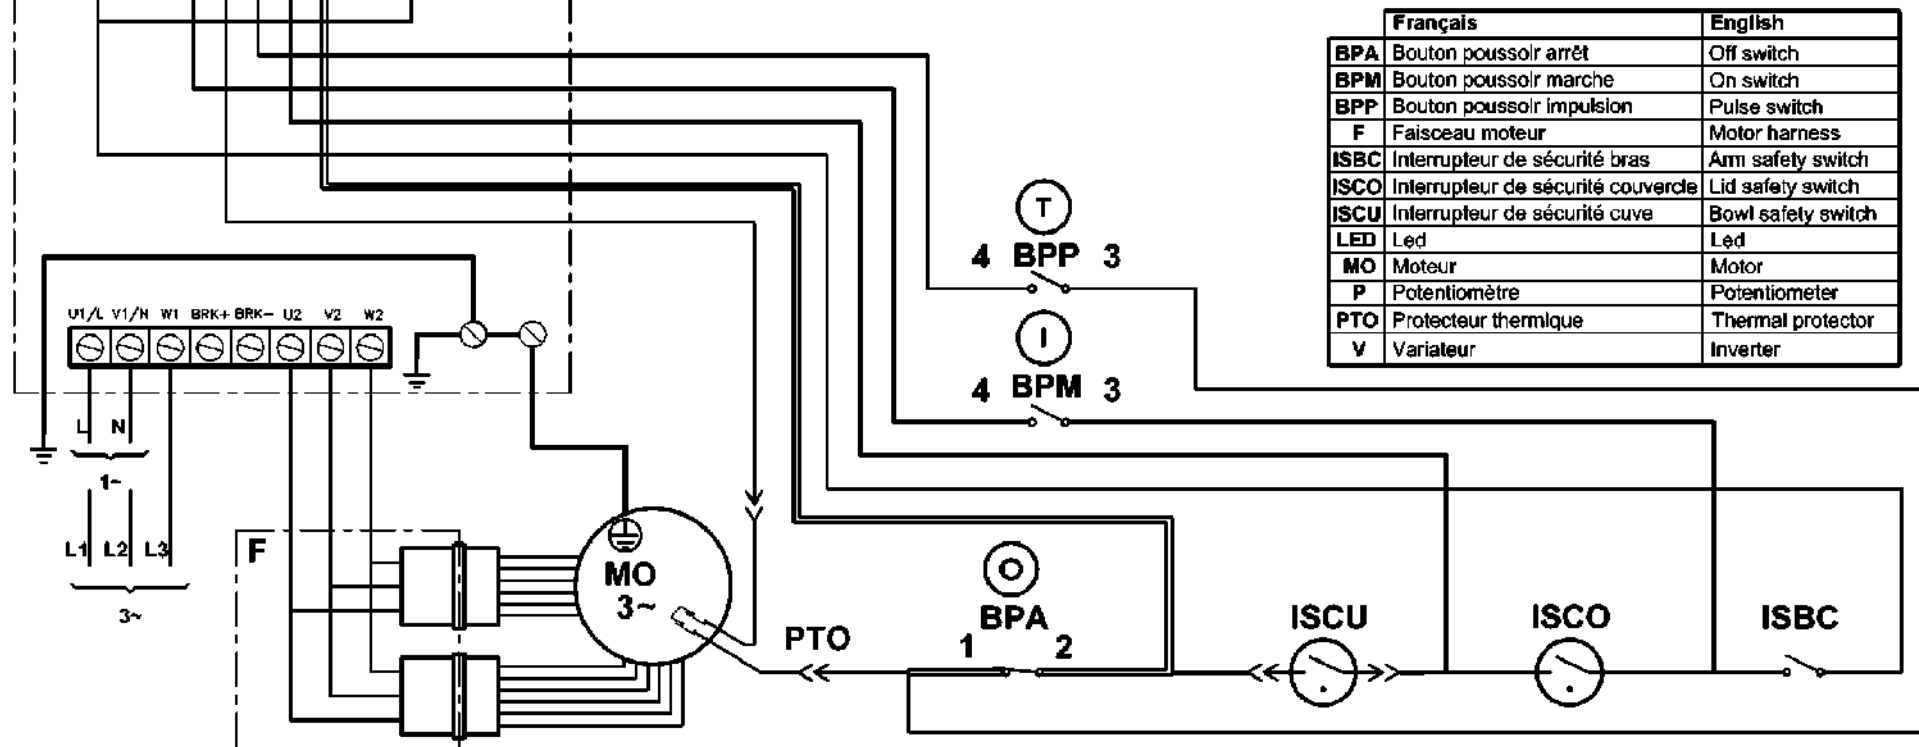 Français English
BPA Bouton poussoir arrêt Off switch
BPM Bouton poussoir marche On switch
BPP Bouton poussoir impulsion Pulse switch
F Faisceau moteur Motor harness
ISBC Interrupteur de sécurité bras Arm safety switch
ISCO Interrupteur de sécurité couvercle Lid safety switch
ISCU Interrupteur de sécurité cuve Bowl safety switch
LED Led Led
MO Moteur Motor
P Potentiomètre Potentiometer
PTO Protecteur thermique Thermal protector
V Variateur Inverter
T
4 BPP 3
U1/L V1/N W1 BRK+ BRK- U2 V2 W2
I
4 BPM 3
L N
1~
L1 L2 L3
3~
F
MO
3~
PTO
O
BPA
1 2
ISCU
ISCO
ISBC